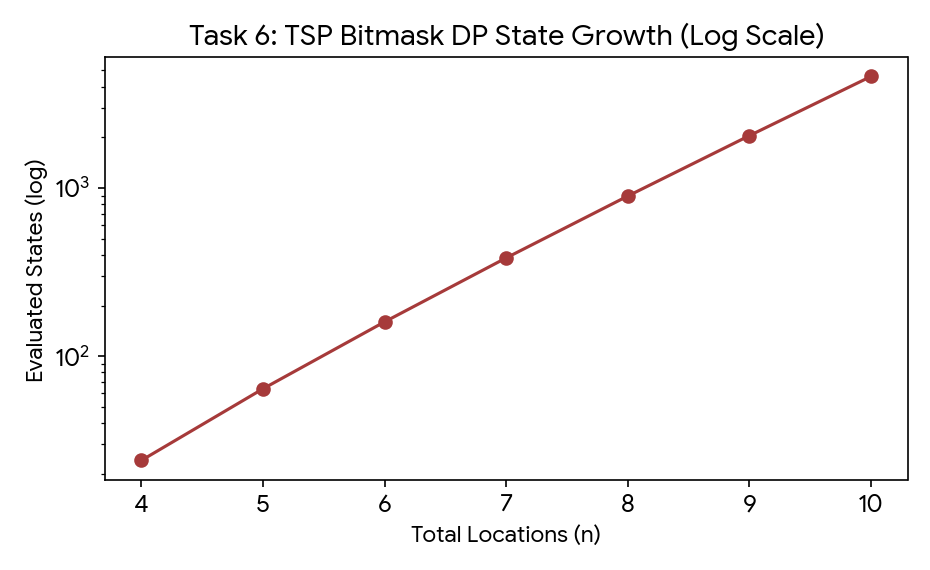 Task 6: TSP Bitmask DP State Growth (Log Scale)
Evaluated States (log)
10³
10²
4 5 6 7 8 9 10
Total Locations (n)